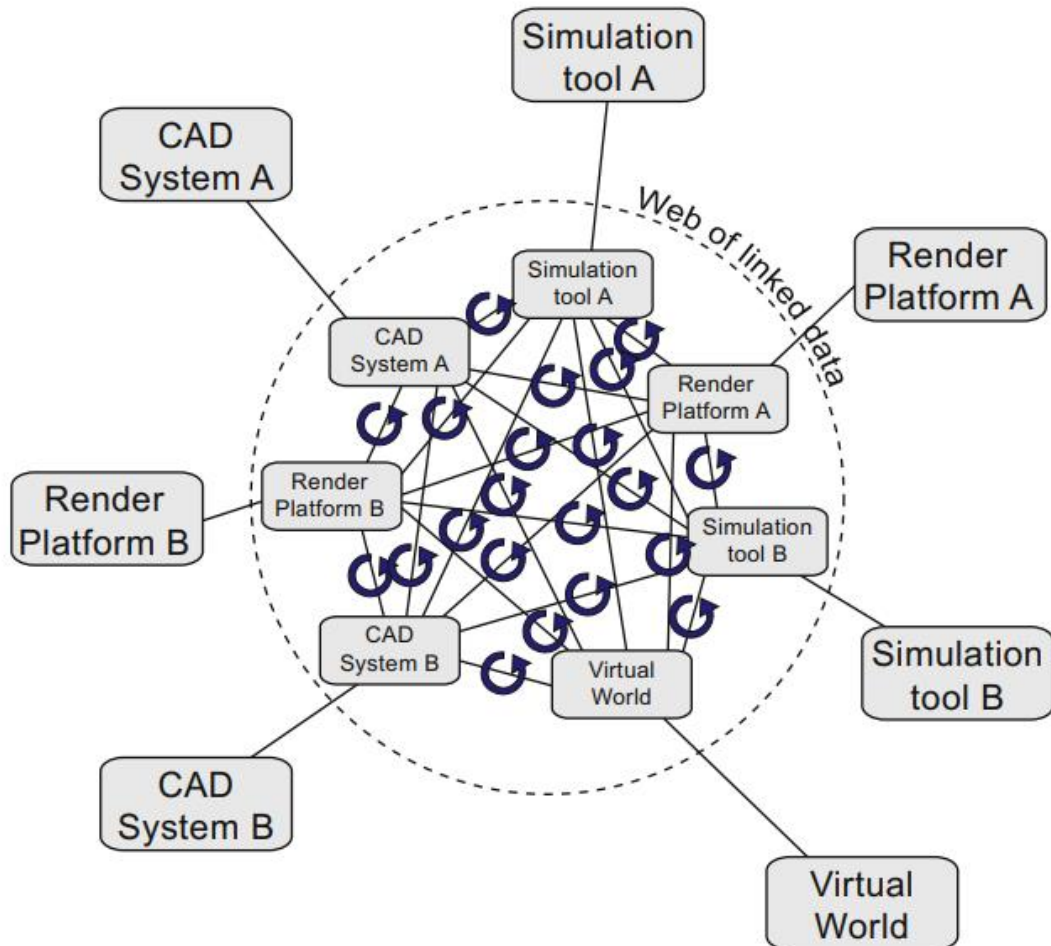 Simulation
tool A
CAD
System A
Web of linked data
Render
Platform A
Simulation
tool A
CAD
System A
Render
Platform A
Render
Platform B
Render
Platform B
Simulation
tool B
CAD
System B
Virtual
World
Simulation
tool B
CAD
System B
Virtual
World